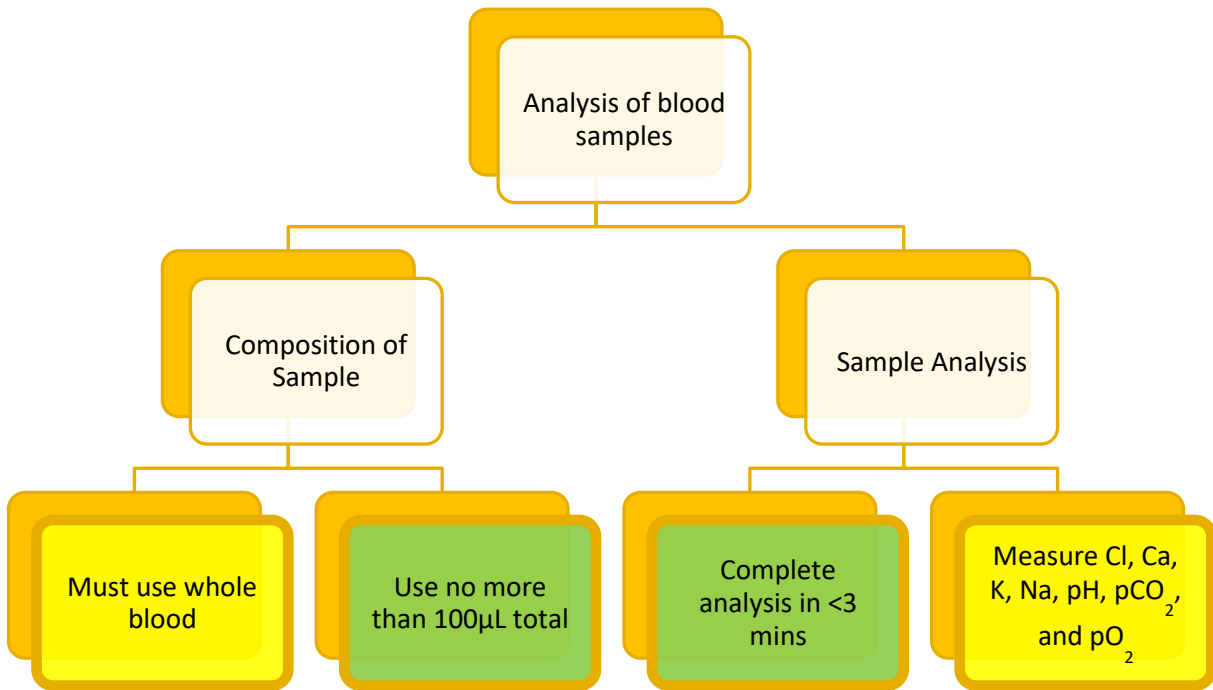 Analysis of blood
samples
Composition of
Sample
Sample Analysis
Must use whole
blood
Use no more
than 100µL total
Complete
analysis in <3
mins
Measure Cl, Ca,
K, Na, pH, pCO₂,
and pO₂